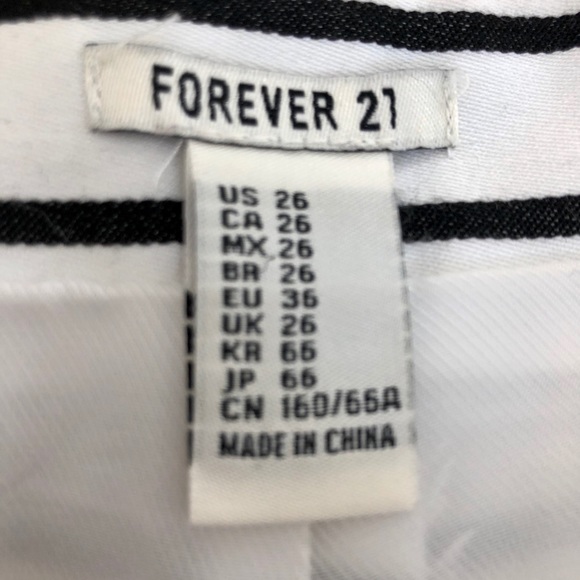 FOREVER 21
US 26
CA 26
MX 26
BR 26
EU 36
UK 26
KR 66
JP 66
CN 160/66A
MADE IN CHINA